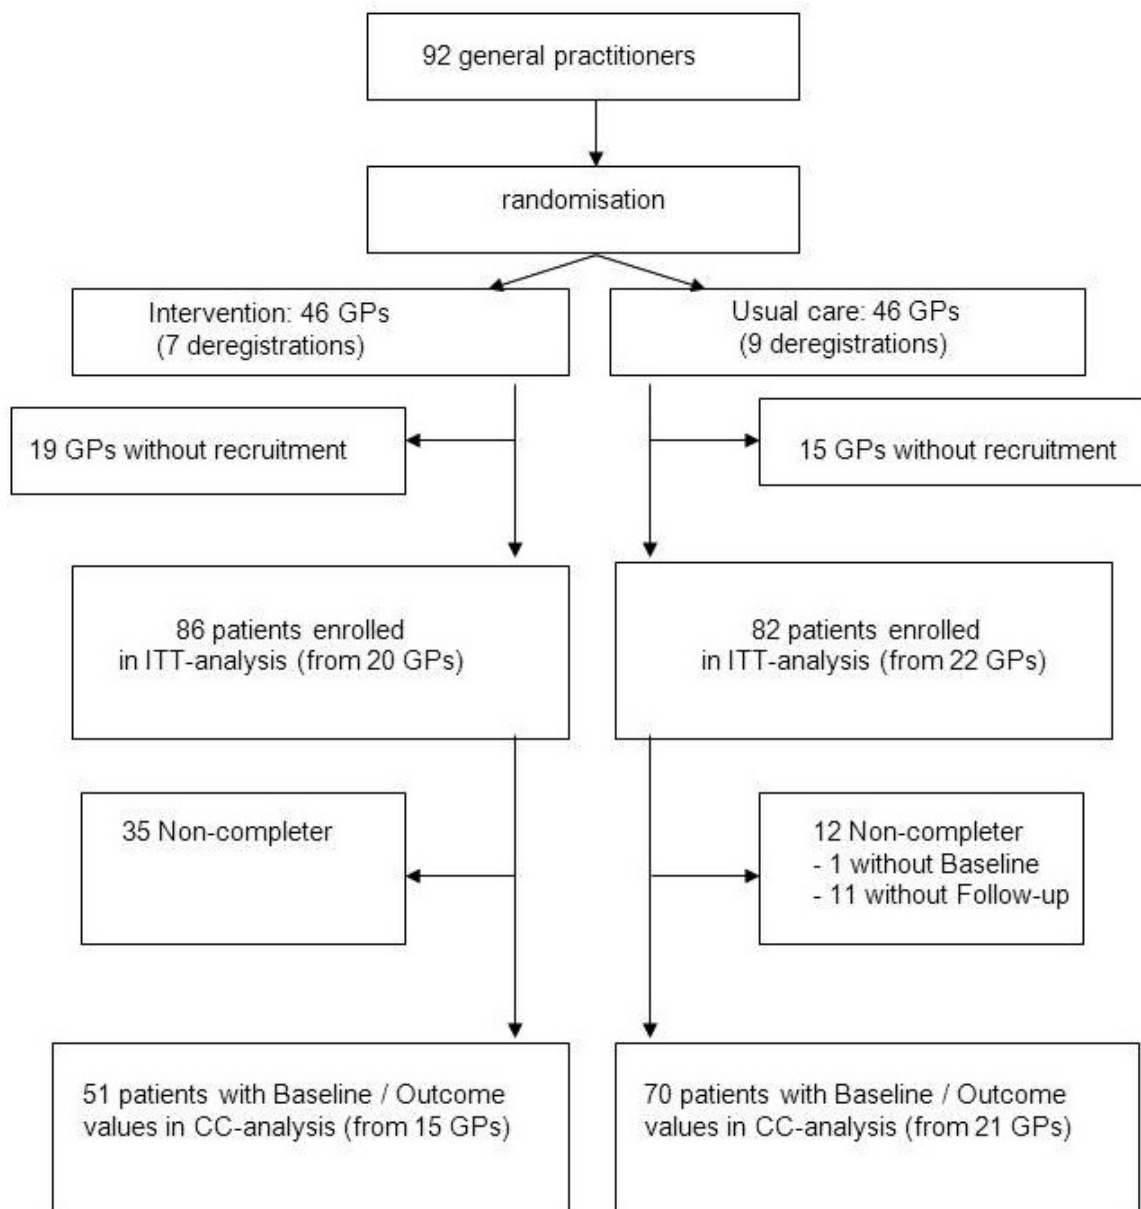 92 general practitioners
randomisation
Intervention: 46 GPs
(7 deregistrations)
Usual care: 46 GPs
(9 deregistrations)
19 GPs without recruitment
15 GPs without recruitment
86 patients enrolled
in ITT-analysis (from 20 GPs)
82 patients enrolled
in ITT-analysis (from 22 GPs)
35 Non-completer
12 Non-completer
- 1 without Baseline
- 11 without Follow-up
51 patients with Baseline / Outcome
values in CC-analysis (from 15 GPs)
70 patients with Baseline / Outcome
values in CC-analysis (from 21 GPs)